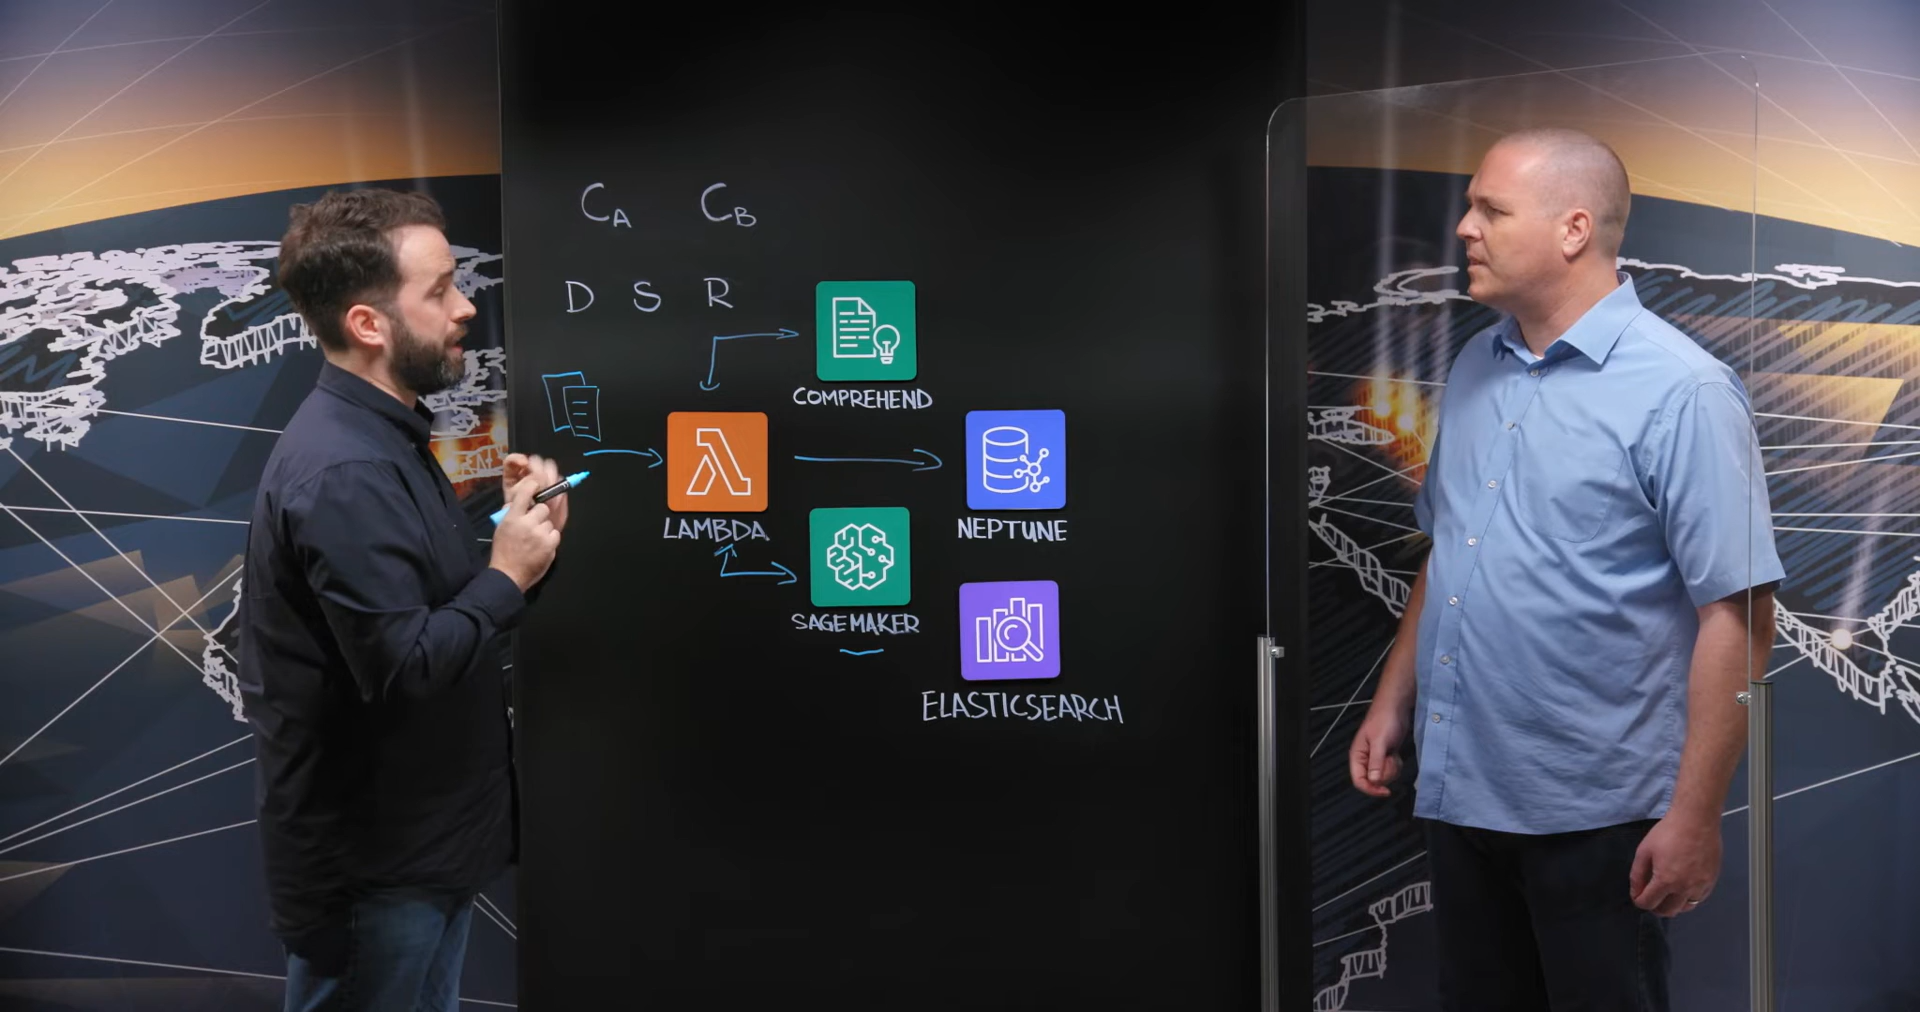 CA CB
D S R
COMPREHEND
LAMBDA
NEPTUNE
SAGEMAKER
ELASTICSEARCH